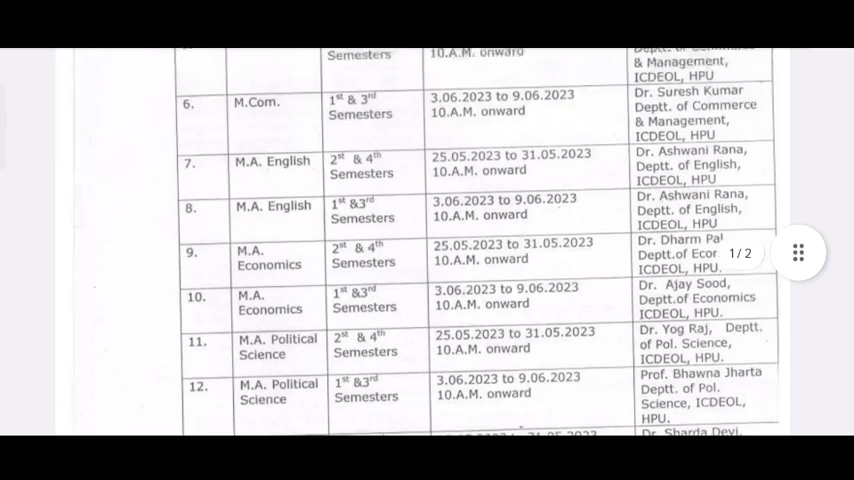 Semesters
10.A.M. onward
& Management,
ICDEOL, HPU
6.
M.Com.
1st & 3rd
Semesters
3.06.2023 to 9.06.2023
10.A.M. onward
Dr. Suresh Kumar
Deptt. of Commerce
& Management,
ICDEOL, HPU
7.
M.A. English
2st & 4th
Semesters
25.05.2023 to 31.05.2023
10.A.M. onward
Dr. Ashwani Rana,
Deptt. of English,
ICDEOL, HPU
8.
M.A. English
1st &3rd
Semesters
3.06.2023 to 9.06.2023
10.A.M. onward
Dr. Ashwani Rana,
Deptt. of English,
ICDEOL, HPU
9.
M.A.
Economics
2st & 4th
Semesters
25.05.2023 to 31.05.2023
10.A.M. onward
Dr. Dharm Pal
Deptt.of Econ
ICDEOL, HPU.
1/2
10.
M.A.
Economics
1st &3rd
Semesters
3.06.2023 to 9.06.2023
10.A.M. onward
Dr. Ajay Sood,
Deptt.of Economics
ICDEOL, HPU.
11.
M.A. Political
Science
2st & 4th
Semesters
25.05.2023 to 31.05.2023
10.A.M. onward
Dr. Yog Raj, Deptt.
of Pol. Science,
ICDEOL, HPU.
12.
M.A. Political
Science
1st &3rd
Semesters
3.06.2023 to 9.06.2023
10.A.M. onward
Prof. Bhawna Jharta
Deptt. of Pol.
Science, ICDEOL,
HPU.
Dr. Sharda Devi,